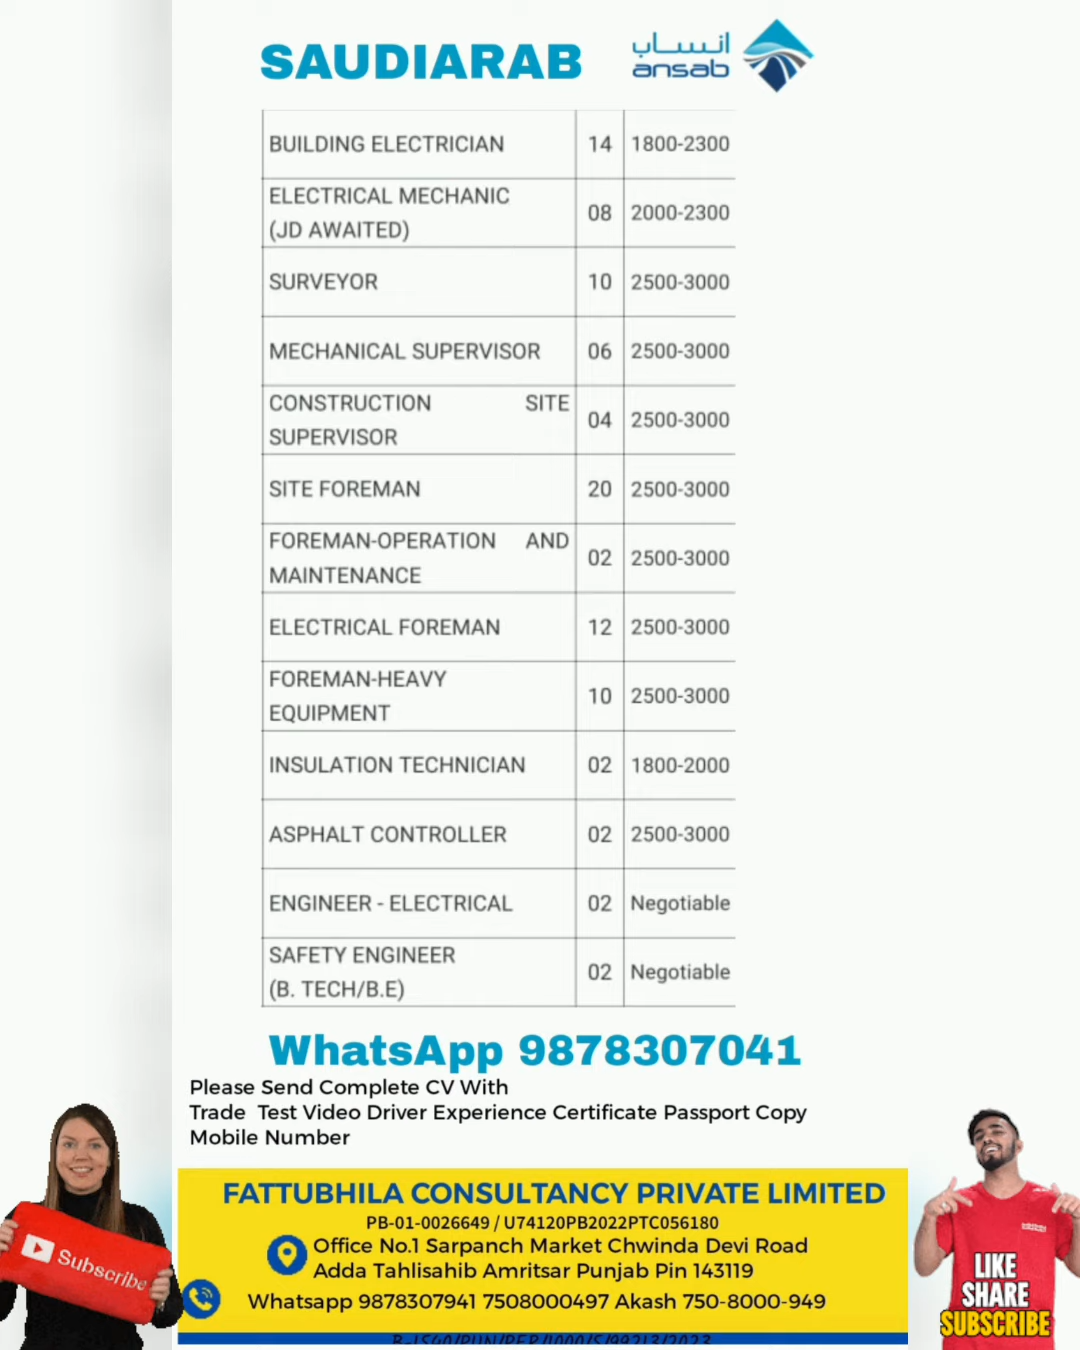 SAUDIARAB
انساب
ansab
BUILDING ELECTRICIAN 14 1800-2300
ELECTRICAL MECHANIC
(JD AWAITED) 08 2000-2300
SURVEYOR 10 2500-3000
MECHANICAL SUPERVISOR 06 2500-3000
CONSTRUCTION SITE
SUPERVISOR 04 2500-3000
SITE FOREMAN 20 2500-3000
FOREMAN-OPERATION AND
MAINTENANCE 02 2500-3000
ELECTRICAL FOREMAN 12 2500-3000
FOREMAN-HEAVY
EQUIPMENT 10 2500-3000
INSULATION TECHNICIAN 02 1800-2000
ASPHALT CONTROLLER 02 2500-3000
ENGINEER - ELECTRICAL 02 Negotiable
SAFETY ENGINEER
(B. TECH/B.E) 02 Negotiable
WhatsApp 9878307041
Please Send Complete CV With
Trade Test Video Driver Experience Certificate Passport Copy
Mobile Number
FATTUBHILA CONSULTANCY PRIVATE LIMITED
PB-01-0026649 / U74120PB2022PTC056180
Office No.1 Sarpanch Market Chwinda Devi Road
Adda Tahlisahib Amritsar Punjab Pin 143119
Whatsapp 9878307941 7508000497 Akash 750-8000-949
Subscribe
LIKE
SHARE
SUBSCRIBE